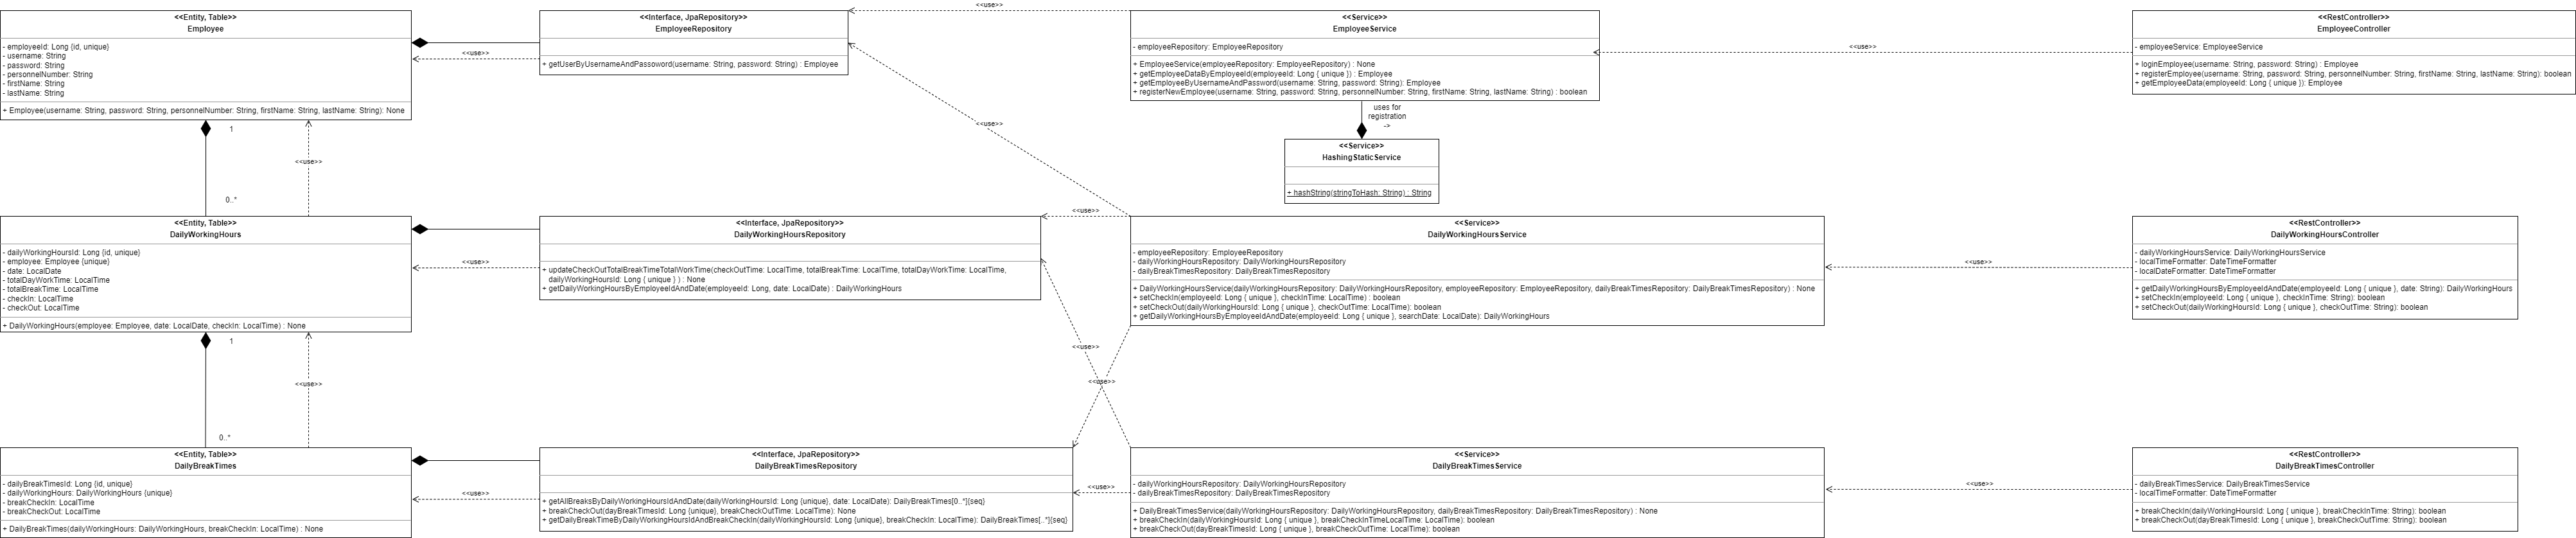 <<Entity, Table>>
Employee
- employeeId: Long {id, unique}
- username: String
- password: String
- personnelNumber: String
- firstName: String
- lastName: String
+ Employee(username: String, password: String, personnelNumber: String, firstName: String, lastName: String): None
<<use>>
<<Interface, JpaRepository>>
EmployeeRepository
+ getUserByUsernameAndPassoword(username: String, password: String) : Employee
<<use>>
<<Service>>
EmployeeService
- employeeRepository: EmployeeRepository
+ EmployeeService(employeeRepository: EmployeeRepository) : None
+ getEmployeeDataByEmployeeId(employeeId: Long { unique }) : Employee
+ getEmployeeByUsernameAndPassword(username: String, password: String): Employee
+ registerNewEmployee(username: String, password: String, personnelNumber: String, firstName: String, lastName: String) : boolean
<<use>>
<<RestController>>
EmployeeController
- employeeService: EmployeeService
+ loginEmployee(username: String, password: String) : Employee
+ registerEmployee(username: String, password: String, personnelNumber: String, firstName: String, lastName: String): boolean
+ getEmployeeData(employeeId: Long { unique }): Employee
1
<<use>>
0..*
<<use>>
uses for
registration
->
<<Service>>
HashingStaticService
+ hashString(stringToHash: String) : String
<<Entity, Table>>
DailyWorkingHours
- dailyWorkingHoursId: Long {id, unique}
- employee: Employee {unique}
- date: LocalDate
- totalDayWorkTime: LocalTime
- totalBreakTime: LocalTime
- checkIn: LocalTime
- checkOut: LocalTime
+ DailyWorkingHours(employee: Employee, date: LocalDate, checkIn: LocalTime) : None
<<use>>
<<Interface, JpaRepository>>
DailyWorkingHoursRepository
+ updateCheckOutTotalBreakTimeTotalWorkTime(checkOutTime: LocalTime, totalBreakTime: LocalTime, totalDayWorkTime: LocalTime,
dailyWorkingHoursId: Long { unique } ) : None
+ getDailyWorkingHoursByEmployeeIdAndDate(employeeId: Long, date: LocalDate) : DailyWorkingHours
<<use>>
<<Service>>
DailyWorkingHoursService
- employeeRepository: EmployeeRepository
- dailyWorkingHoursRepository: DailyWorkingHoursRepository
- dailyBreakTimesRepository: DailyBreakTimesRepository
+ DailyWorkingHoursService(dailyWorkingHoursRepository: DailyWorkingHoursRepository, employeeRepository: EmployeeRepository, dailyBreakTimesRepository: DailyBreakTimesRepository) : None
+ setCheckIn(employeeId: Long { unique }, checkInTime: LocalTime) : boolean
+ setCheckOut(dailyWorkingHoursId: Long { unique }, checkOutTime: LocalTime): boolean
+ getDailyWorkingHoursByEmployeeIdAndDate(employeeId: Long { unique }, searchDate: LocalDate): DailyWorkingHours
<<use>>
<<RestController>>
DailyWorkingHoursController
- dailyWorkingHoursService: DailyWorkingHoursService
- localTimeFormatter: DateTimeFormatter
- localDateFormatter: DateTimeFormatter
+ getDailyWorkingHoursByEmployeeIdAndDate(employeeId: Long { unique }, date: String): DailyWorkingHours
+ setCheckIn(employeeId: Long { unique }, checkInTime: String): boolean
+ setCheckOut(dailyWorkingHoursId: Long { unique }, checkOutTime: String): boolean
1
<<use>>
0..*
<<use>>
<<use>>
<<Entity, Table>>
DailyBreakTimes
- dailyBreakTimesId: Long {id, unique}
- dailyWorkingHours: DailyWorkingHours {unique}
- breakCheckIn: LocalTime
- breakCheckOut: LocalTime
+ DailyBreakTimes(dailyWorkingHours: DailyWorkingHours, breakCheckIn: LocalTime) : None
<<use>>
<<Interface, JpaRepository>>
DailyBreakTimesRepository
+ getAllBreaksByDailyWorkingHoursIdAndDate(dailyWorkingHoursId: Long {unique}, date: LocalDate): DailyBreakTimes[0..*]{seq}
+ breakCheckOut(dayBreakTimesId: Long {unique}, breakCheckOutTime: LocalTime): None
+ getDailyBreakTimeByDailyWorkingHoursIdAndBreakCheckIn(dailyWorkingHoursId: Long {unique}, breakCheckIn: LocalTime): DailyBreakTimes[..*]{seq}
<<use>>
<<Service>>
DailyBreakTimesService
- dailyWorkingHoursRepository: DailyWorkingHoursRepository
- dailyBreakTimesRepository: DailyBreakTimesRepository
+ DailyBreakTimesService(dailyWorkingHoursRepository: DailyWorkingHoursRepository, dailyBreakTimesRepository: DailyBreakTimesRepository) : None
+ breakCheckIn(dailyWorkingHoursId: Long { unique }, breakCheckInTimeLocalTime: LocalTime): boolean
+ breakCheckOut(dayBreakTimesId: Long { unique }, breakCheckOutTime: LocalTime): boolean
<<use>>
<<RestController>>
DailyBreakTimesController
- dailyBreakTimesService: DailyBreakTimesService
- localTimeFormatter: DateTimeFormatter
+ breakCheckIn(dailyWorkingHoursId: Long { unique }, breakCheckInTime: String): boolean
+ breakCheckOut(dayBreakTimesId: Long { unique }, breakCheckOutTime: String): boolean